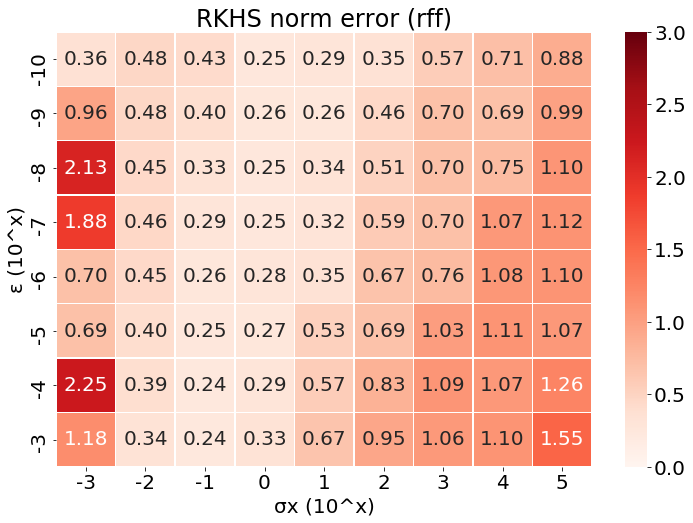 RKHS norm error (rff)
ε (10^x)
-10 0.36 0.48 0.43 0.25 0.29 0.35 0.57 0.71 0.88
-9 0.96 0.48 0.40 0.26 0.26 0.46 0.70 0.69 0.99
-8 2.13 0.45 0.33 0.25 0.34 0.51 0.70 0.75 1.10
-7 1.88 0.46 0.29 0.25 0.32 0.59 0.70 1.07 1.12
-6 0.70 0.45 0.26 0.28 0.35 0.67 0.76 1.08 1.10
-5 0.69 0.40 0.25 0.27 0.53 0.69 1.03 1.11 1.07
-4 2.25 0.39 0.24 0.29 0.57 0.83 1.09 1.07 1.26
-3 1.18 0.34 0.24 0.33 0.67 0.95 1.06 1.10 1.55
-3 -2 -1 0 1 2 3 4 5
σx (10^x)
3.0
2.5
2.0
1.5
1.0
0.5
0.0